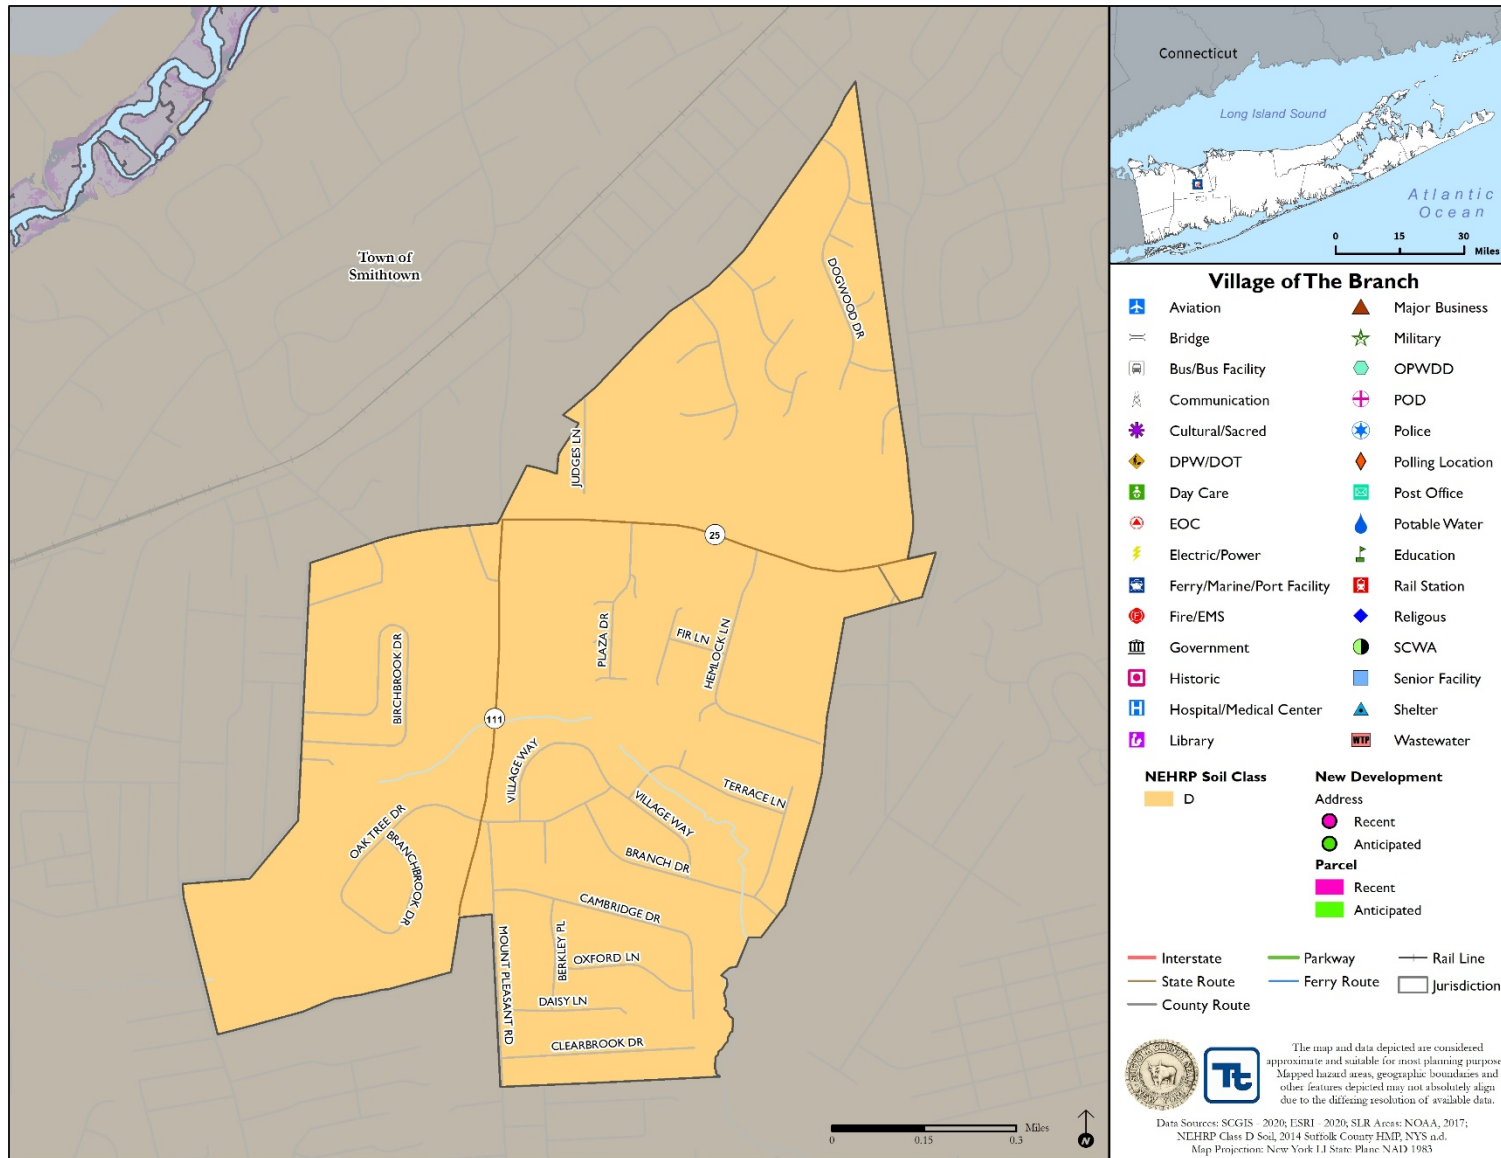 Town of
Smithtown
DOGWOOD DR
JUDGES LN
25
PLAZA DR
FIR LN
HEMLOCK LN
BIRCHBROOK DR
111
VILLAGE WAY
TERRACE LN
VILLAGE WAY
OAK TREE DR
BRANCHBROOK DR
BRANCH DR
CAMBRIDGE DR
MOUNT PLEASANT RD
BERKLEY PL
OXFORD LN
DAISY LN
CLEARBROOK DR
0 0.15 0.3 Miles
N
Connecticut
Long Island Sound
Atlantic
Ocean
0 15 30
Miles
Village of The Branch
Aviation
Bridge
Bus/Bus Facility
Communication
Cultural/Sacred
DPW/DOT
Day Care
EOC
Electric/Power
Ferry/Marine/Port Facility
Fire/EMS
Government
Historic
Hospital/Medical Center
Library
Major Business
Military
OPWDD
POD
Police
Polling Location
Post Office
Potable Water
Education
Rail Station
Religous
SCWA
Senior Facility
Shelter
WTP Wastewater
NEHRP Soil Class
D
New Development
Address
Recent
Anticipated
Parcel
Recent
Anticipated
Interstate
State Route
County Route
Parkway
Ferry Route
Rail Line
Jurisdiction
Tt
The map and data depicted are considered
approximate and suitable for most planning purpose
Mapped hazard areas, geographic boundaries and
other features depicted may not absolutely align
due to the differing resolution of available data.
Data Sources: SCGIS - 2020; ESRI - 2020; SLR Areas: NOAA, 2017;
NEHRP Class D Soil, 2014 Suffolk County HMP, NYS n.d.
Map Projection: New York LI State Plane NAD 1983